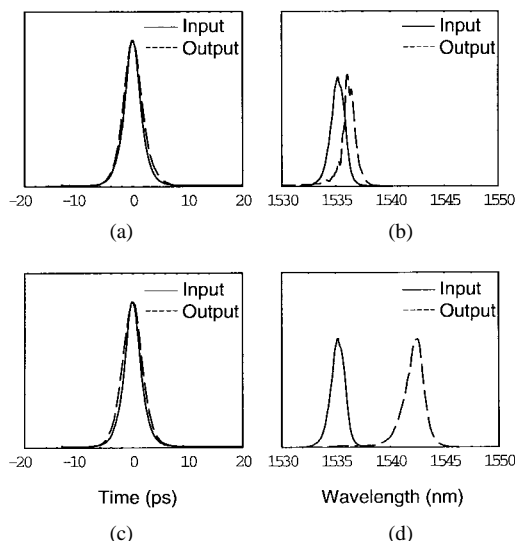 Input
Output
-20 -10 0 10 20
(a)
Input
Output
1530 1535 1540 1545 1550
(b)
Input
Output
-20 -10 0 10 20
Time (ps)
(c)
Input
Output
1530 1535 1540 1545 1550
Wavelength (nm)
(d)